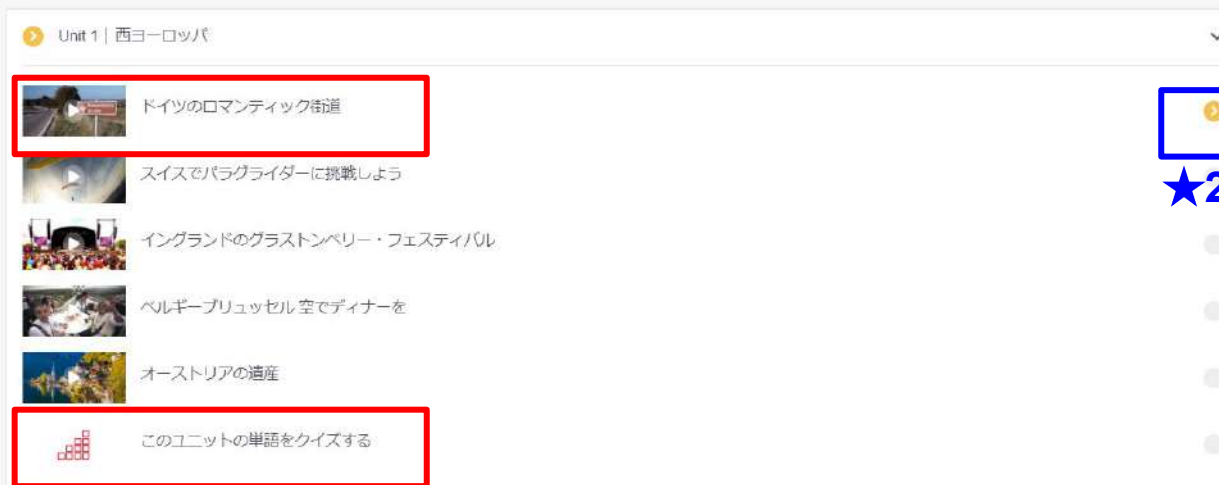 Unit 1 | 西ヨーロッパ
ドイツのロマンティック街道
スイスでパラグライダーに挑戦しよう
★2
イングランドのグラストンベリー・フェスティバル
ベルギーブリュッセル 空でディナーを
オーストリアの遺産
このユニットの単語をクイズする